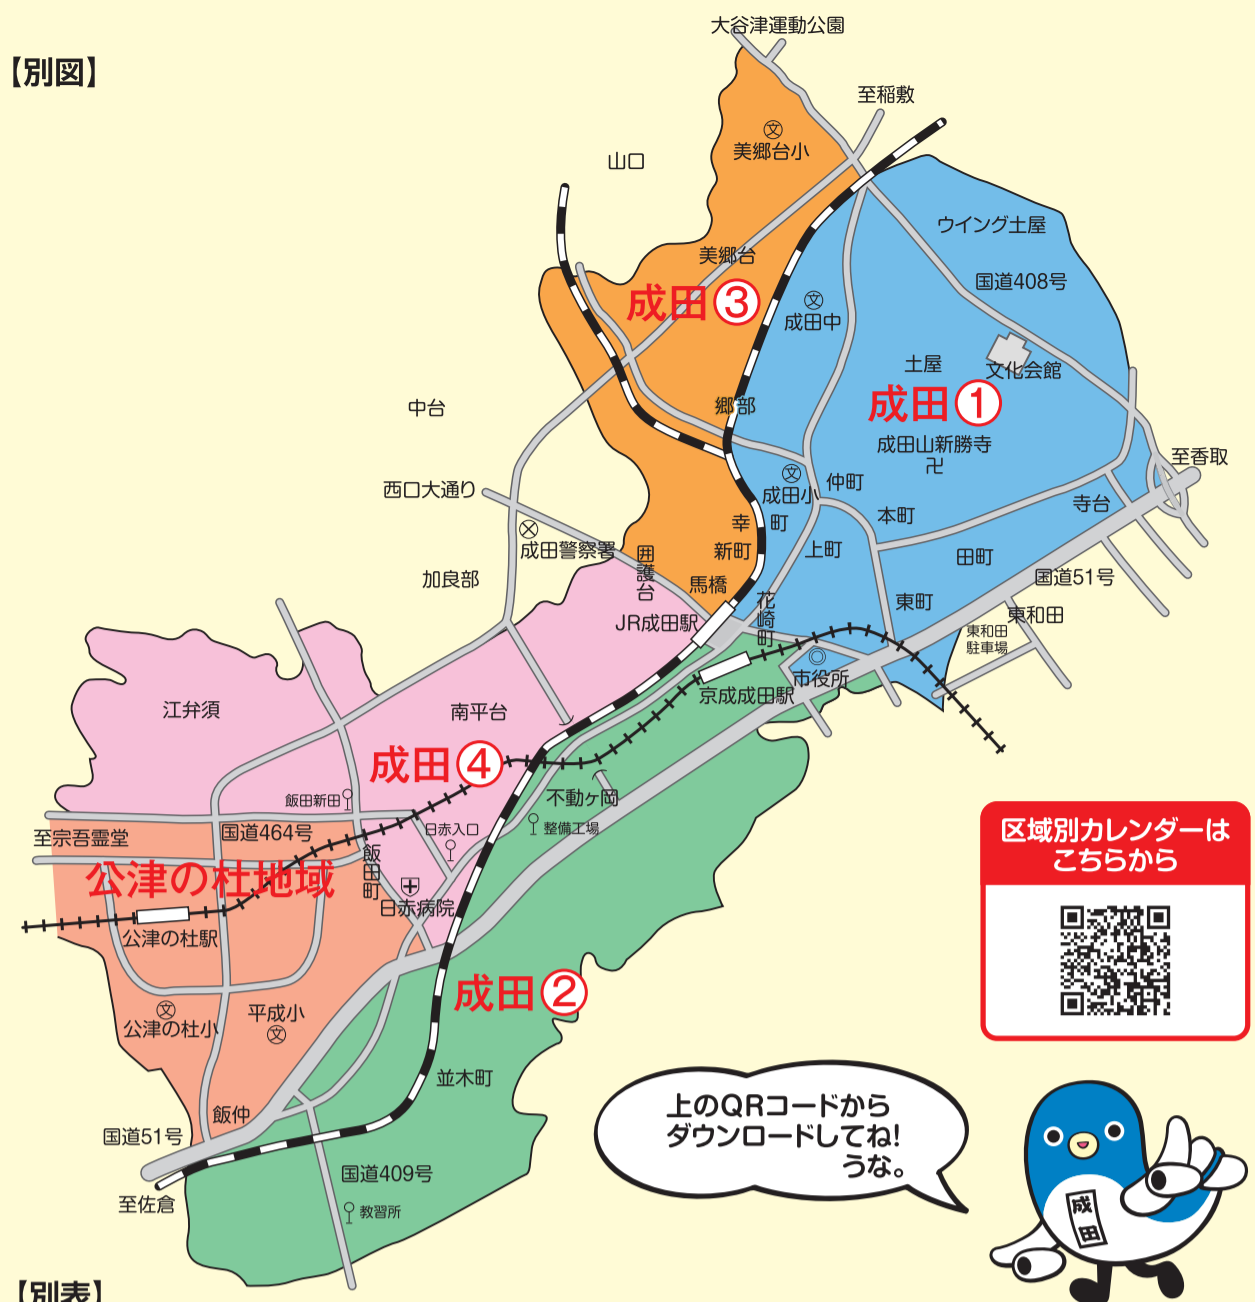 【別図】
大谷津運動公園
至稲敷
美郷台小
山口
ウイング土屋
美郷台
国道408号
成田③
成田中
土屋
文化会館
成田①
郷部
中台
成田山新勝寺
卍
至香取
西口大通り
成田小
仲町
寺台
本町
幸町
成田警察署
新町
上町
田町
囲護台
加良部
馬橋
国道51号
花崎町
東町
東和田
JR成田駅
東和田
駐車場
市役所
京成成田駅
江弁須
南平台
成田④
飯田新田
不動ヶ岡
日赤入口
整備工場
至宗吾霊堂
国道464号
飯田町
公津の杜地域
日赤病院
公津の杜駅
成田②
平成小
公津の杜小
並木町
飯仲
国道51号
国道409号
至佐倉
教習所
区域別カレンダーは
こちらから
上のQRコードから
ダウンロードしてね!
うな。
成田
【別表】